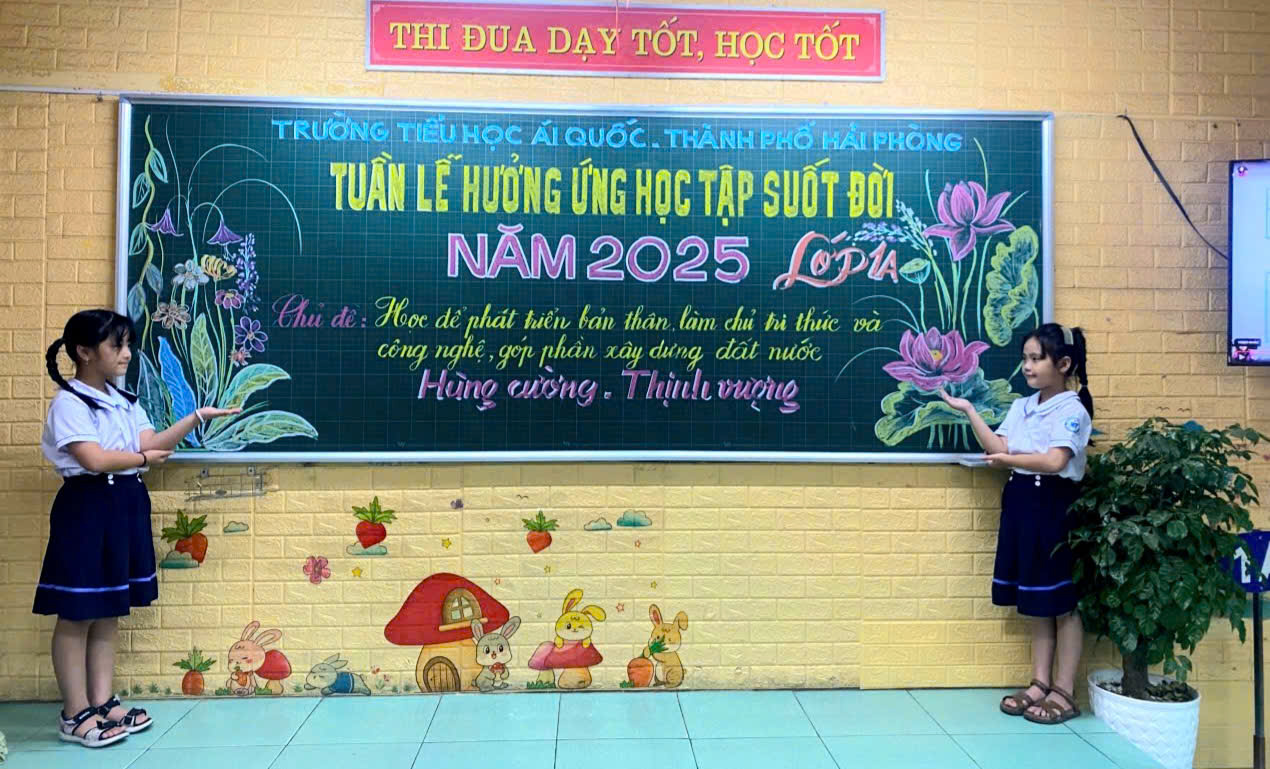 THI ĐUA DẠY TỐT, HỌC TỐT
TRƯỜNG TIỂU HỌC ÁI QUỐC. THÀNH PHỐ HẢI PHÒNG
TUẦN LỄ HƯỞNG ỨNG HỌC TẬP SUỐT ĐỜI
NĂM 2025 LỚP 1A
Chủ đề: Học để phát triển bản thân, làm chủ tri thức và
công nghệ, góp phần xây dựng đất nước
Hùng cường. Thịnh vượng